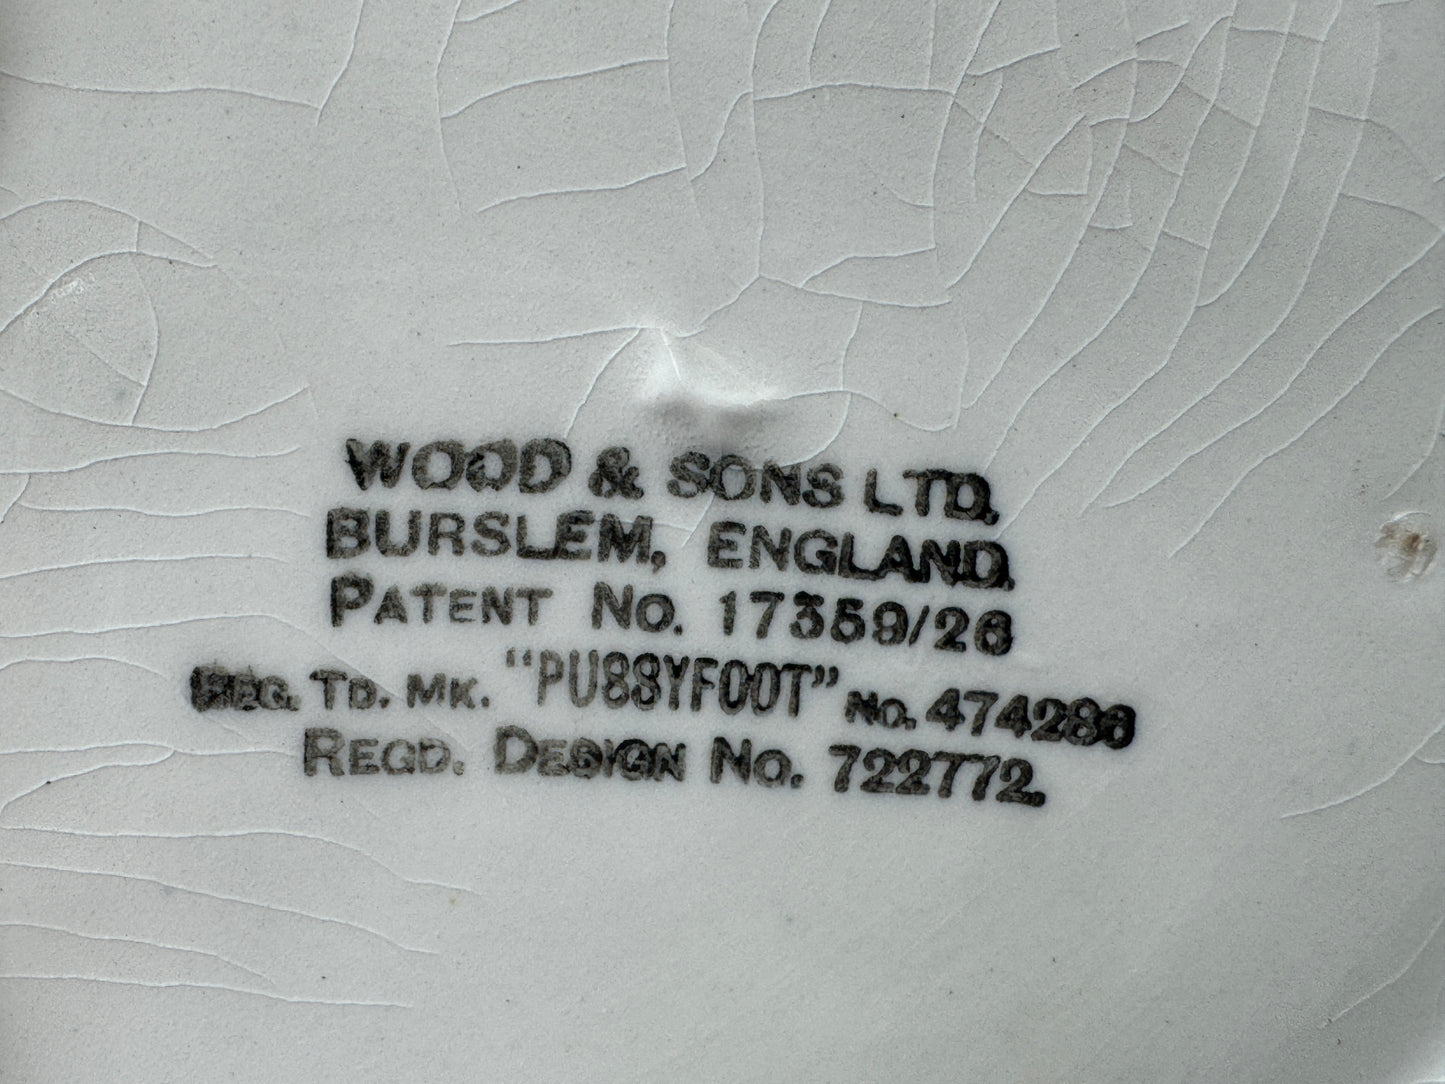 WOOD & SONS LTD.
BURSLEM, ENGLAND.
PATENT No. 17359/26
REG. TD. MK. "PUSSYFOOT" No. 474286
REGD. DESIGN No. 722772.